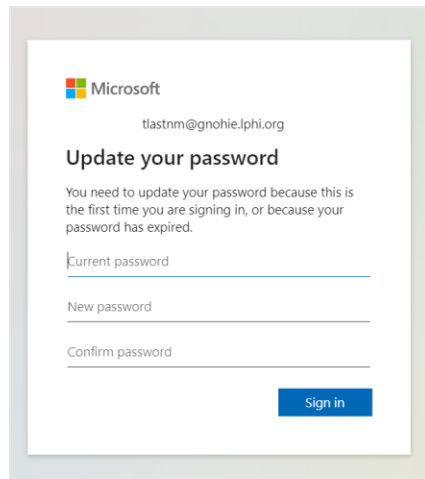 Microsoft
tlastnm@gnohie.lphi.org
Update your password
You need to update your password because this is
the first time you are signing in, or because your
password has expired.
Current password
New password
Confirm password
Sign in